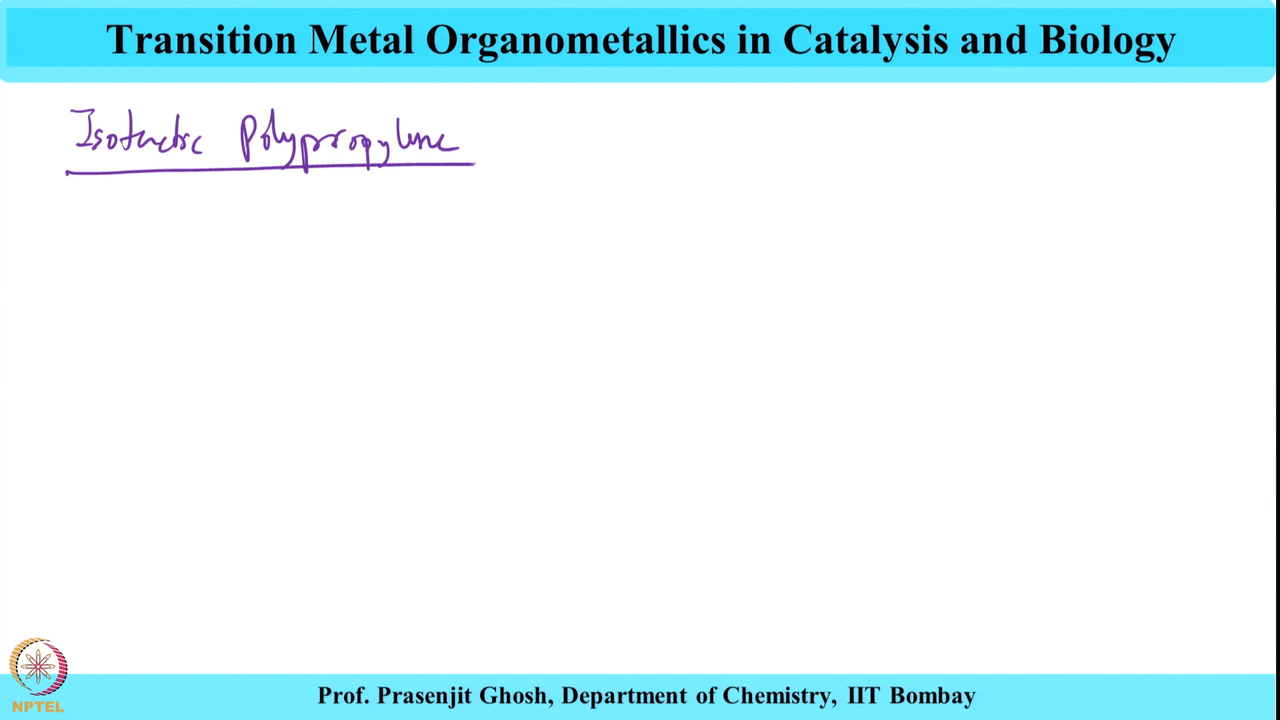 Transition Metal Organometallics in Catalysis and Biology
Isotactic Polypropylene
NPTEL
Prof. Prasenjit Ghosh, Department of Chemistry, IIT Bombay